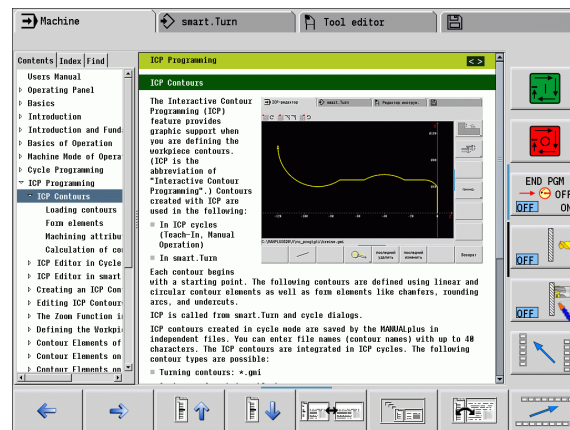 Machine
smart.Turn
Tool editor
Contents Index Find
Users Manual
Operating Panel
Basics
Introduction
Introduction and Fund
Basics of Operation
Machine Mode of Opera
Cycle Programming
ICP Programming
ICP Contours
Loading contours
Form elements
Machining attribu
Calculation of co
ICP Editor in Cycle
ICP Editor in smart
Creating an ICP Con
Editing ICP Contour
The Zoom Function i
Defining the Workpi
Contour Elements of
Contour Elements on
Contour Elements on
ICP Programming
< >
ICP Contours
The Interactive Contour
Programming (ICP)
feature provides
graphic support when
you are defining the
workpiece contours.
(ICP is the
abbreviation of
"Interactive Contour
Programming".) Contours
created with ICP are
used in the following:
In ICP cycles
(Teach-In, Manual
Operation)
In smart.Turn
Each contour begins
with a starting point. The following contours are defined using linear and
circular contour elements as well as form elements like chamfers, rounding
arcs, and undercuts.
ICP is called from smart.Turn and cycle dialogs.
ICP contours created in cycle mode are saved by the MANUALplus in
independent files. You can enter file names (contour names) with up to 40
characters. The ICP contours are integrated in ICP cycles. The following
contour types are possible:
Turning contours: *.gmi
smart.Turn
последний
удалить
последний
изменить
Возврат
END PGM
OFF
OFF
ON
OFF
OFF